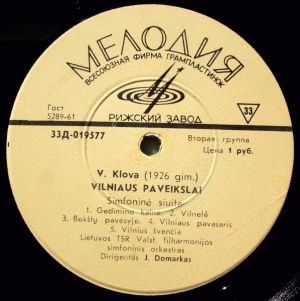 МЕЛОДИЯ
ВСЕСОЮЗНАЯ ФИРМА ГРАМПЛАСТИНОК
РИЖСКИЙ ЗАВОД
Гост
5289-61
33
33Д-019577
Вторая группа
Цена 1 руб.
V. Klova (1926 gim.)
VILNIAUS PAVEIKSLAI
Simfoninė siuita
1. Gedimino kalne. 2. Vilnelė
3. Bokštų pavėsyje. 4. Vilniaus pavasaris
5. Vilniaus šventė
Lietuvos TSR Valst. filharmonijos
simfoninis orkestras
Dirigentas J. Domarkas